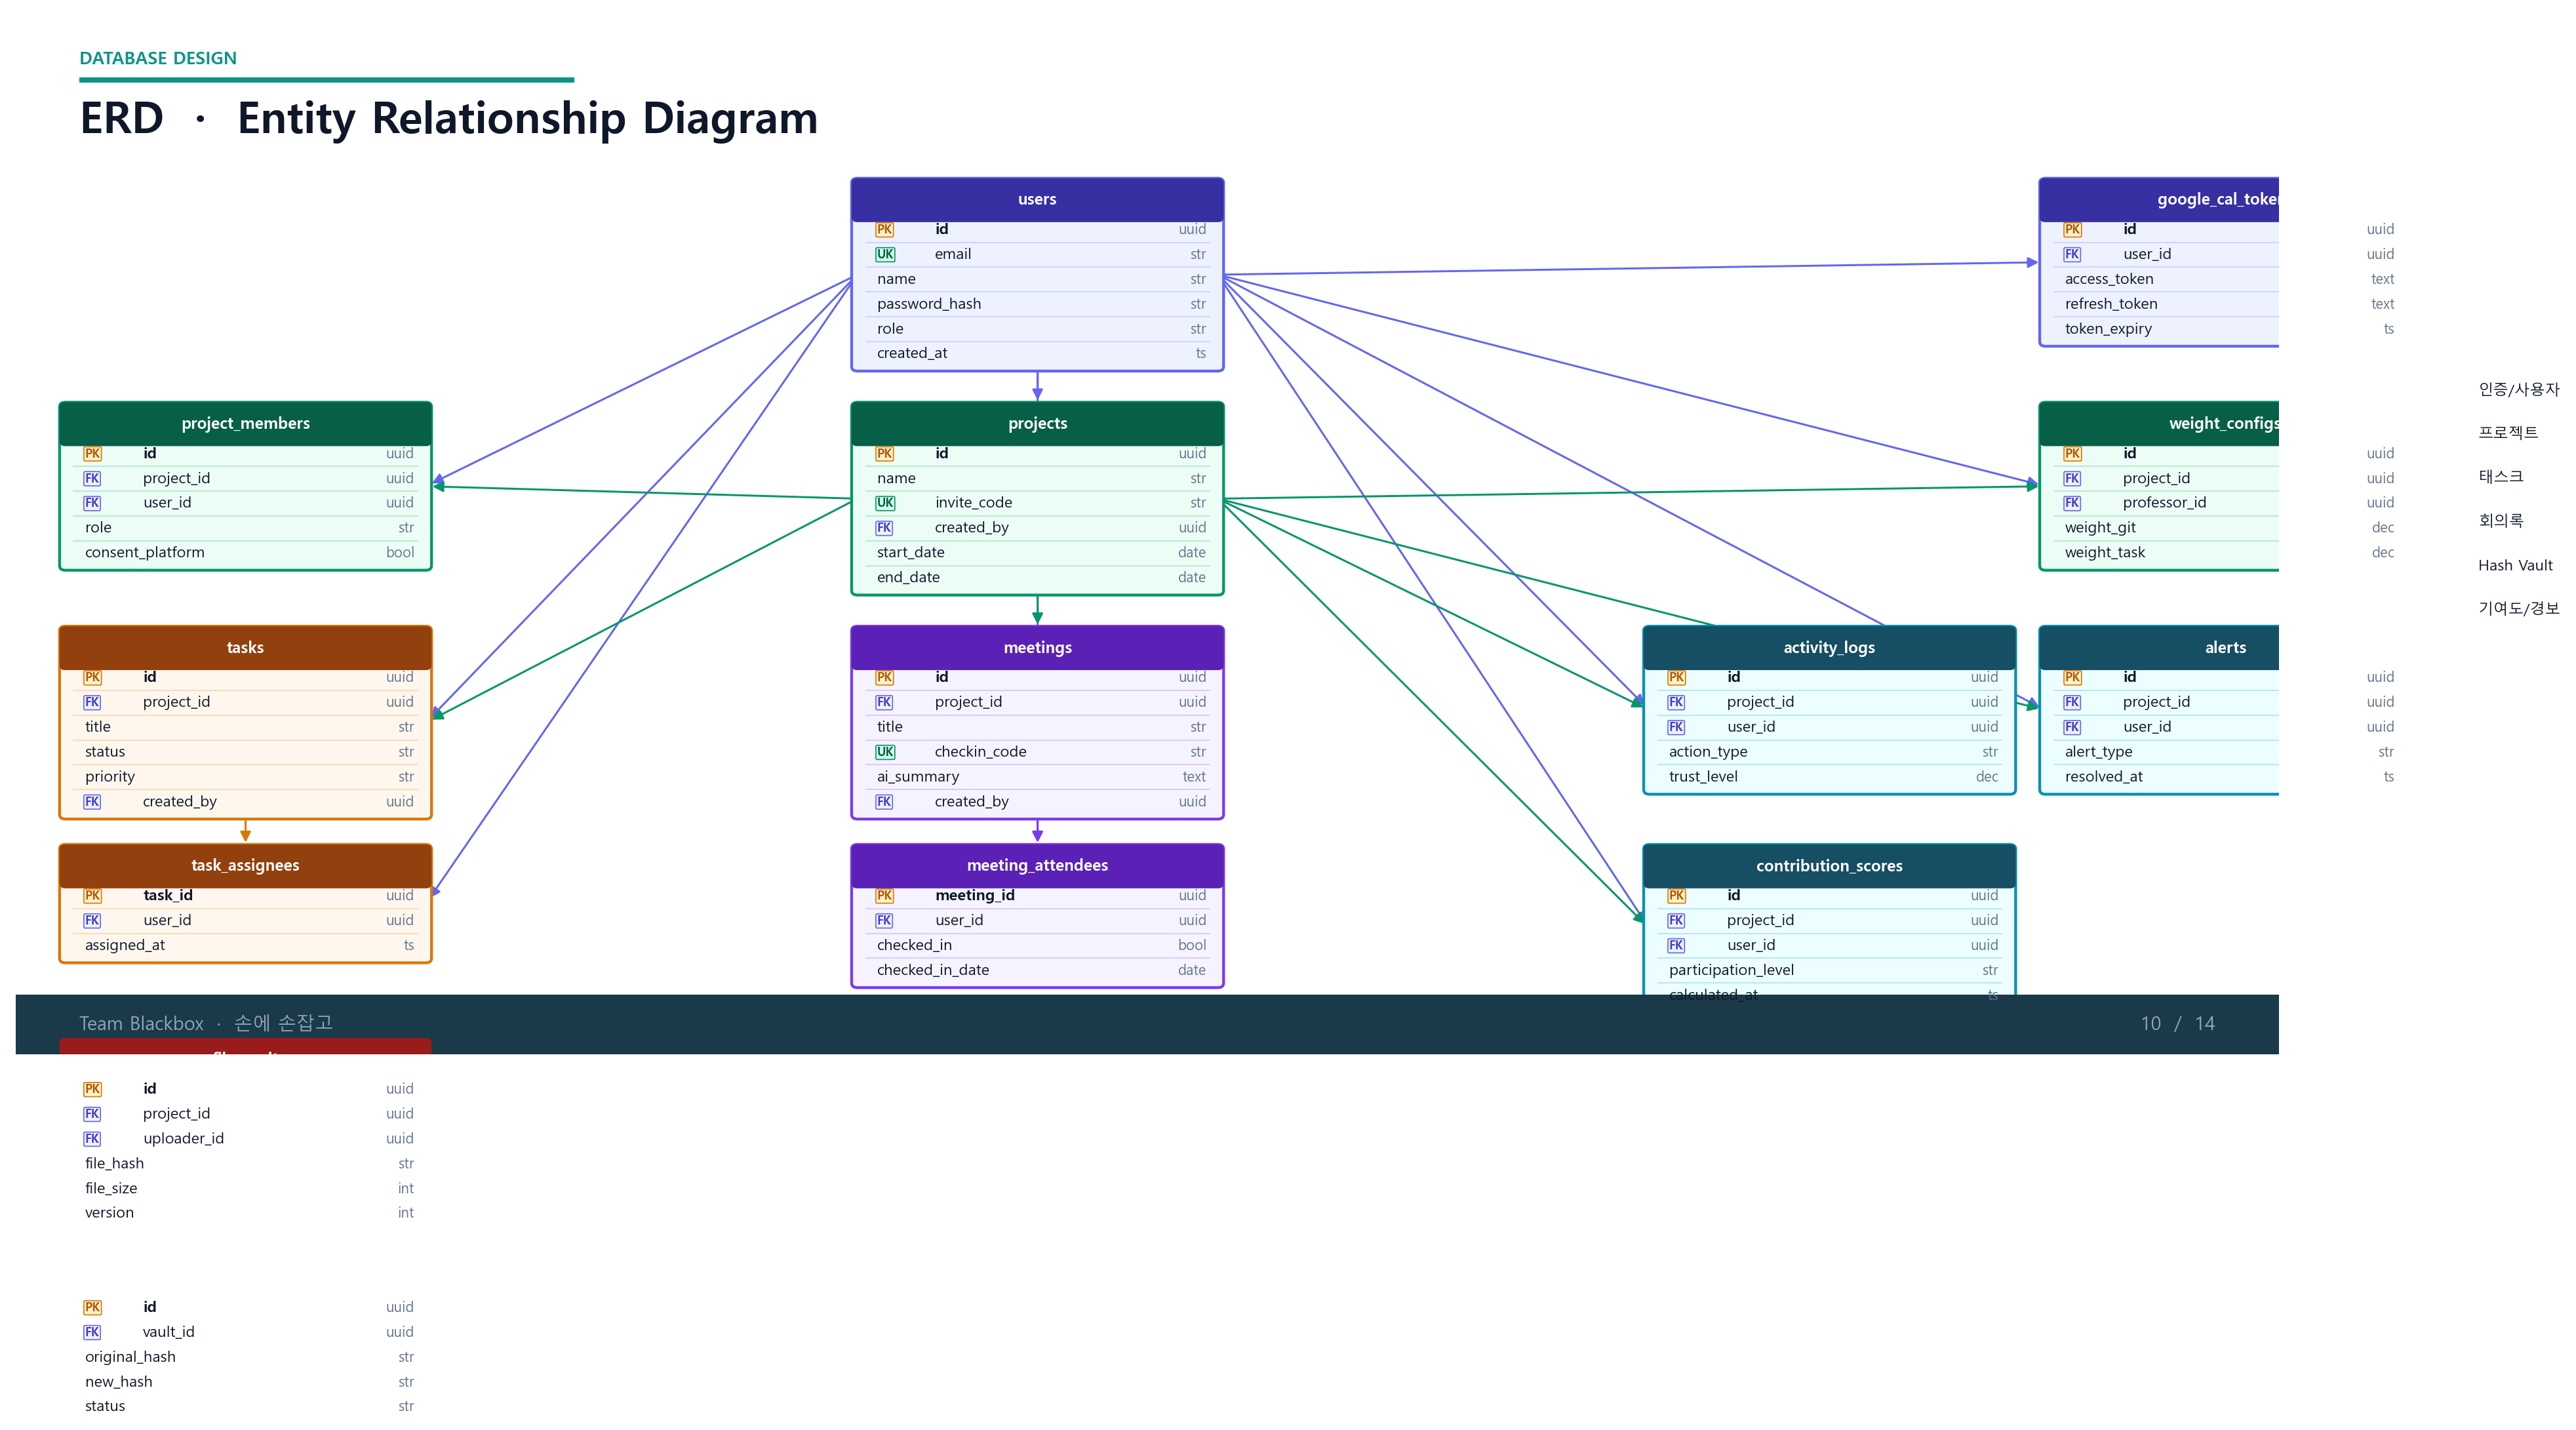 DATABASE DESIGN
ERD · Entity Relationship Diagram
users
PK id uuid
UK email str
name str
password_hash str
role str
created_at ts
PK id uuid
FK user_id uuid
access_token text
refresh_token text
token_expiry ts
project_members
PK id uuid
FK project_id uuid
FK user_id uuid
role str
consent_platform bool
projects
PK id uuid
name str
UK invite_code str
FK created_by uuid
start_date date
end_date date
weight_configs
PK id uuid
FK project_id uuid
FK professor_id uuid
weight_git dec
weight_task dec
인증/사용자
프로젝트
태스크
회의록
Hash Vault
기여도/경보
tasks
PK id uuid
FK project_id uuid
title str
status str
priority str
FK created_by uuid
meetings
PK id uuid
FK project_id uuid
title str
UK checkin_code str
ai_summary text
FK created_by uuid
activity_logs
PK id uuid
FK project_id uuid
FK user_id uuid
action_type str
trust_level dec
alerts
PK id uuid
FK project_id uuid
FK user_id uuid
alert_type str
resolved_at ts
task_assignees
PK task_id uuid
FK user_id uuid
assigned_at ts
meeting_attendees
PK meeting_id uuid
FK user_id uuid
checked_in bool
checked_in_date date
contribution_scores
PK id uuid
FK project_id uuid
FK user_id uuid
participation_level str
calculated_at ts
Team Blackbox · 손에 손잡고
10 / 14
PK id uuid
FK project_id uuid
FK uploader_id uuid
file_hash str
file_size int
version int
PK id uuid
FK vault_id uuid
original_hash str
new_hash str
status str